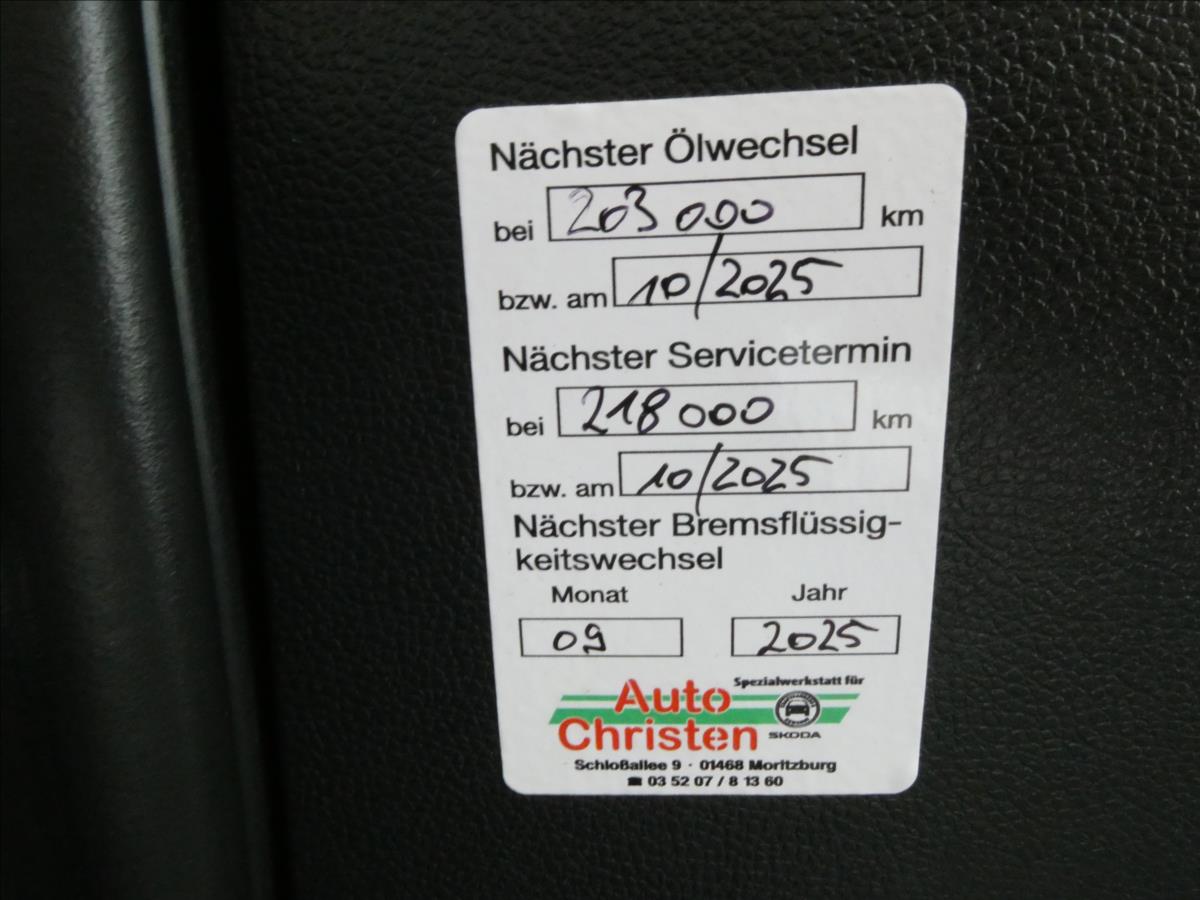 Nächster Ölwechsel
bei 203 000 km
bzw. am 10/2025
Nächster Servicetermin
bei 218 000 km
bzw. am 10/2025
Nächster Bremsflüssig-
keitswechsel
Monat Jahr
09 2025
Spezialwerkstatt für
Auto
Christen SKODA
Schloßallee 9 · 01468 Moritzburg
☎ 03 52 07 / 8 13 60